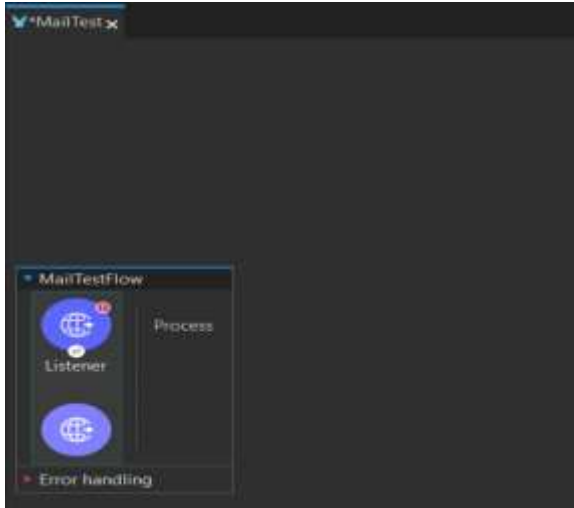 *MailTest
MailTestFlow
Process
Listener
Error handling